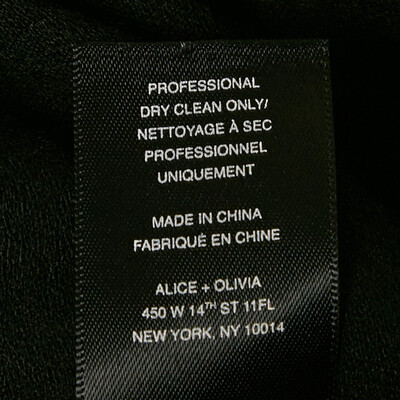 PROFESSIONAL
DRY CLEAN ONLY/
NETTOYAGE À SEC
PROFESSIONNEL
UNIQUEMENT
MADE IN CHINA
FABRIQUÉ EN CHINE
ALICE + OLIVIA
450 W 14TH ST 11FL
NEW YORK, NY 10014